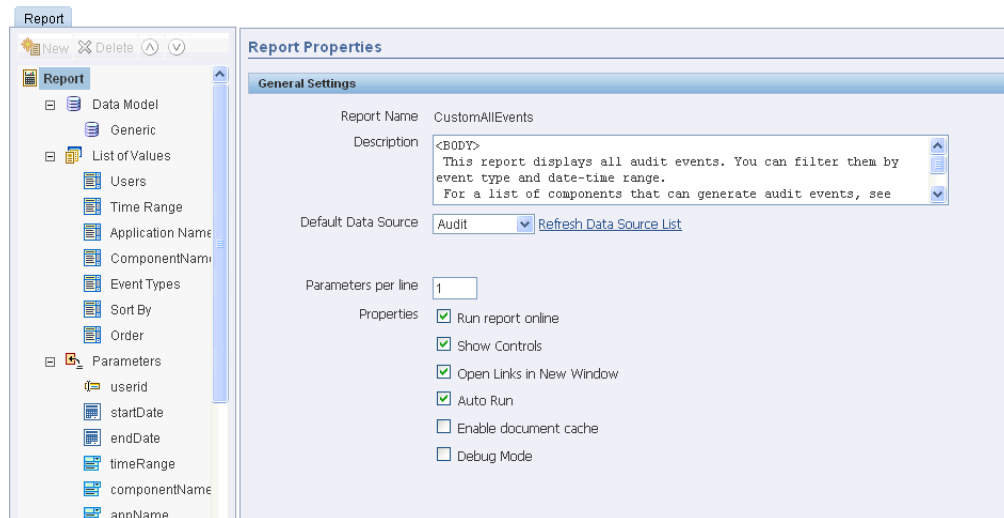 Report
New Delete
Report
Data Model
Generic
List of Values
Users
Time Range
Application Name
ComponentName
Event Types
Sort By
Order
Parameters
userid
startDate
endDate
timeRange
componentName
appName
Report Properties
General Settings
Report Name CustomAllEvents
Description <BODY>
This report displays all audit events. You can filter them by
event type and date-time range.
For a list of components that can generate audit events, see
Default Data Source Audit Refresh Data Source List
Parameters per line 1
Properties Run report online
Show Controls
Open Links in New Window
Auto Run
Enable document cache
Debug Mode